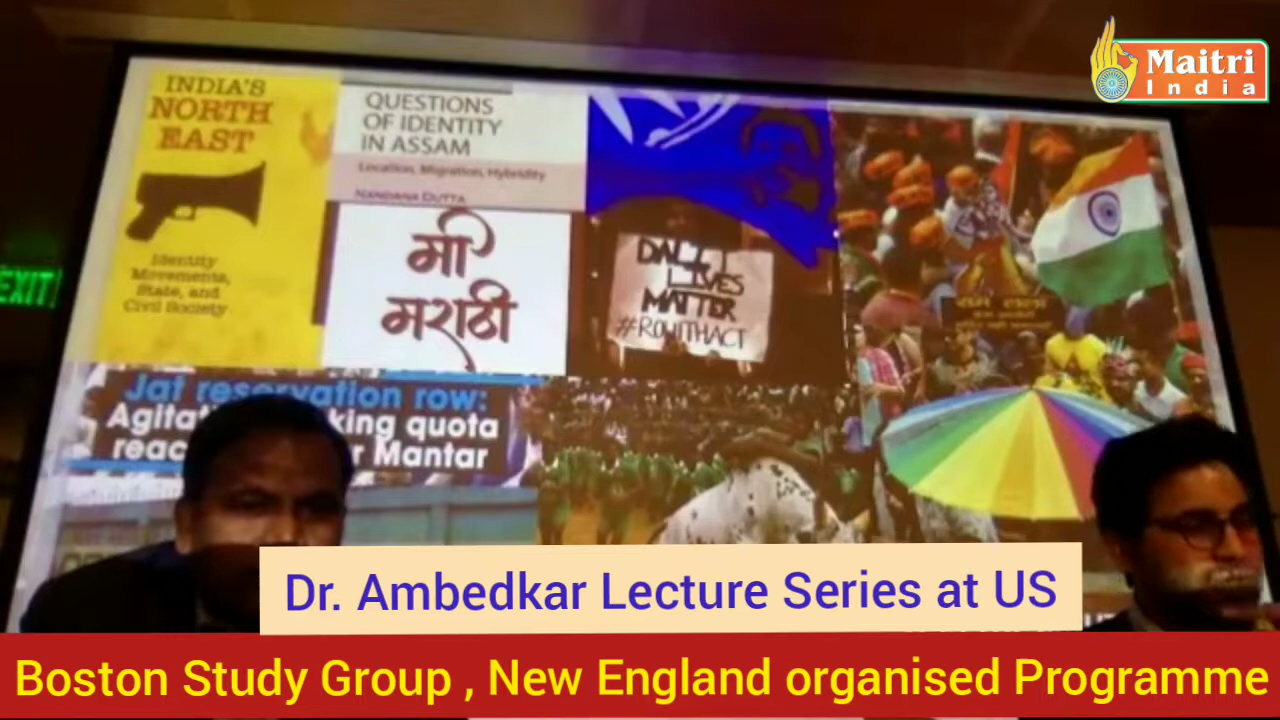 Maitri
India
EXIT
INDIA'S
NORTH
EAST
Identity
Movements,
State, and
Civil Society
QUESTIONS
OF IDENTITY
IN ASSAM
Location, Migration, Hybridity
NANDANA DUTTA
मी
मराठी
DALIT
LIVES
MATTER
#ROHITHACT
Jat reservation row:
king quota
Mantar
Dr. Ambedkar Lecture Series at US
Boston Study Group , New England organised Programme